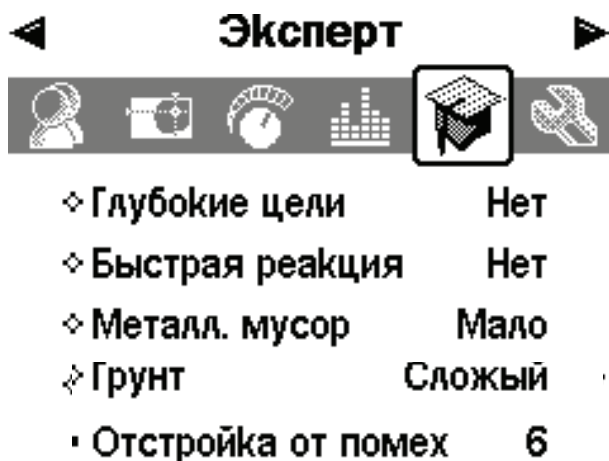 Эксперт
Глубокие цели Нет
Быстрая реакция Нет
Металл. мусор Мало
Грунт Сложый
Отстройка от помех 6